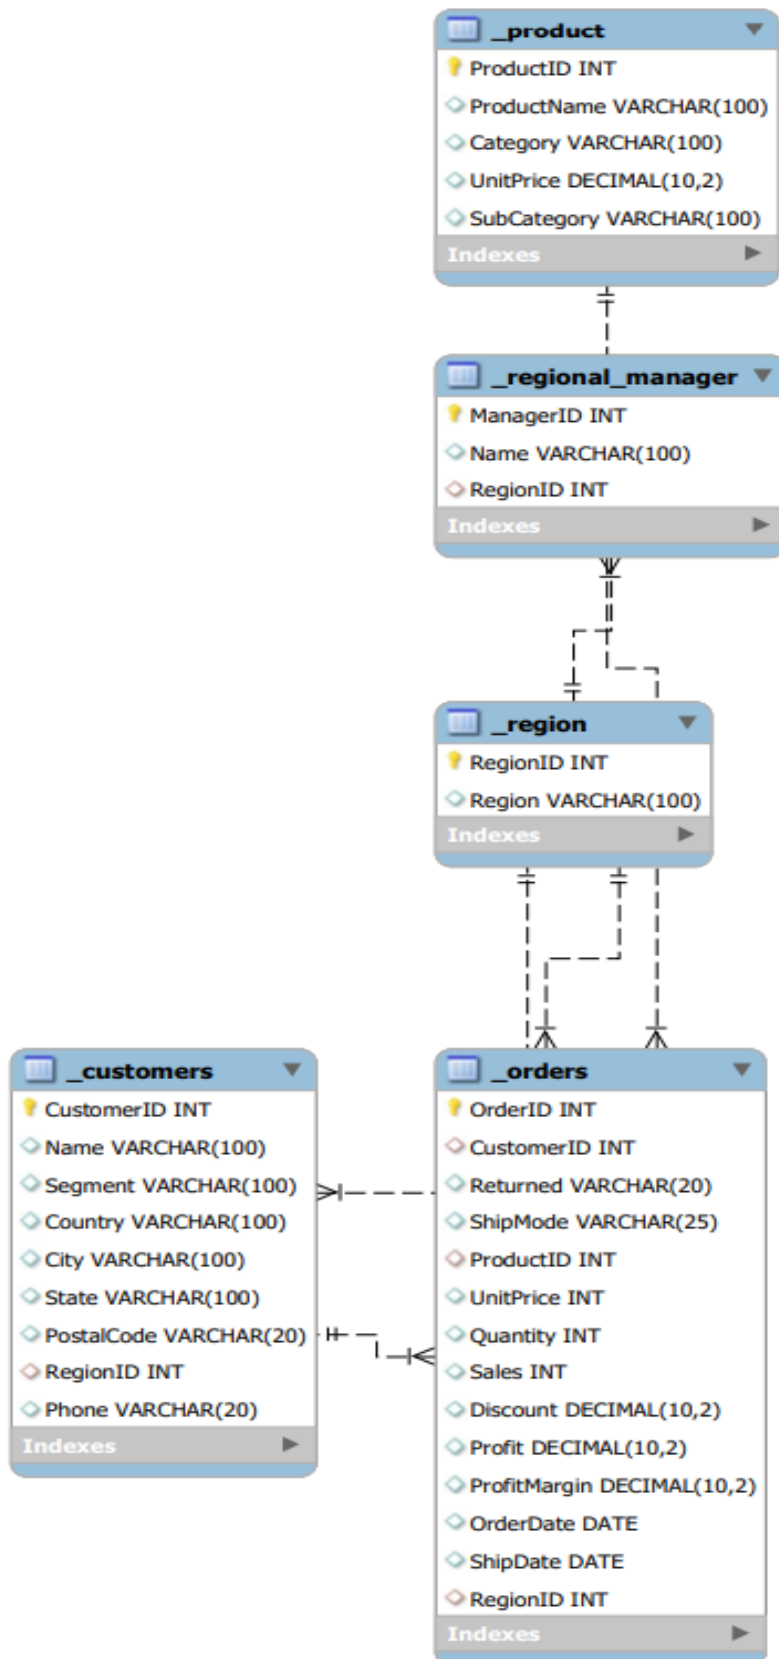 _product
ProductID INT
ProductName VARCHAR(100)
Category VARCHAR(100)
UnitPrice DECIMAL(10,2)
SubCategory VARCHAR(100)
Indexes
_regional_manager
ManagerID INT
Name VARCHAR(100)
RegionID INT
Indexes
_region
RegionID INT
Region VARCHAR(100)
Indexes
_customers
CustomerID INT
Name VARCHAR(100)
Segment VARCHAR(100)
Country VARCHAR(100)
City VARCHAR(100)
State VARCHAR(100)
PostalCode VARCHAR(20)
RegionID INT
Phone VARCHAR(20)
Indexes
_orders
OrderID INT
CustomerID INT
Returned VARCHAR(20)
ShipMode VARCHAR(25)
ProductID INT
UnitPrice INT
Quantity INT
Sales INT
Discount DECIMAL(10,2)
Profit DECIMAL(10,2)
ProfitMargin DECIMAL(10,2)
OrderDate DATE
ShipDate DATE
RegionID INT
Indexes